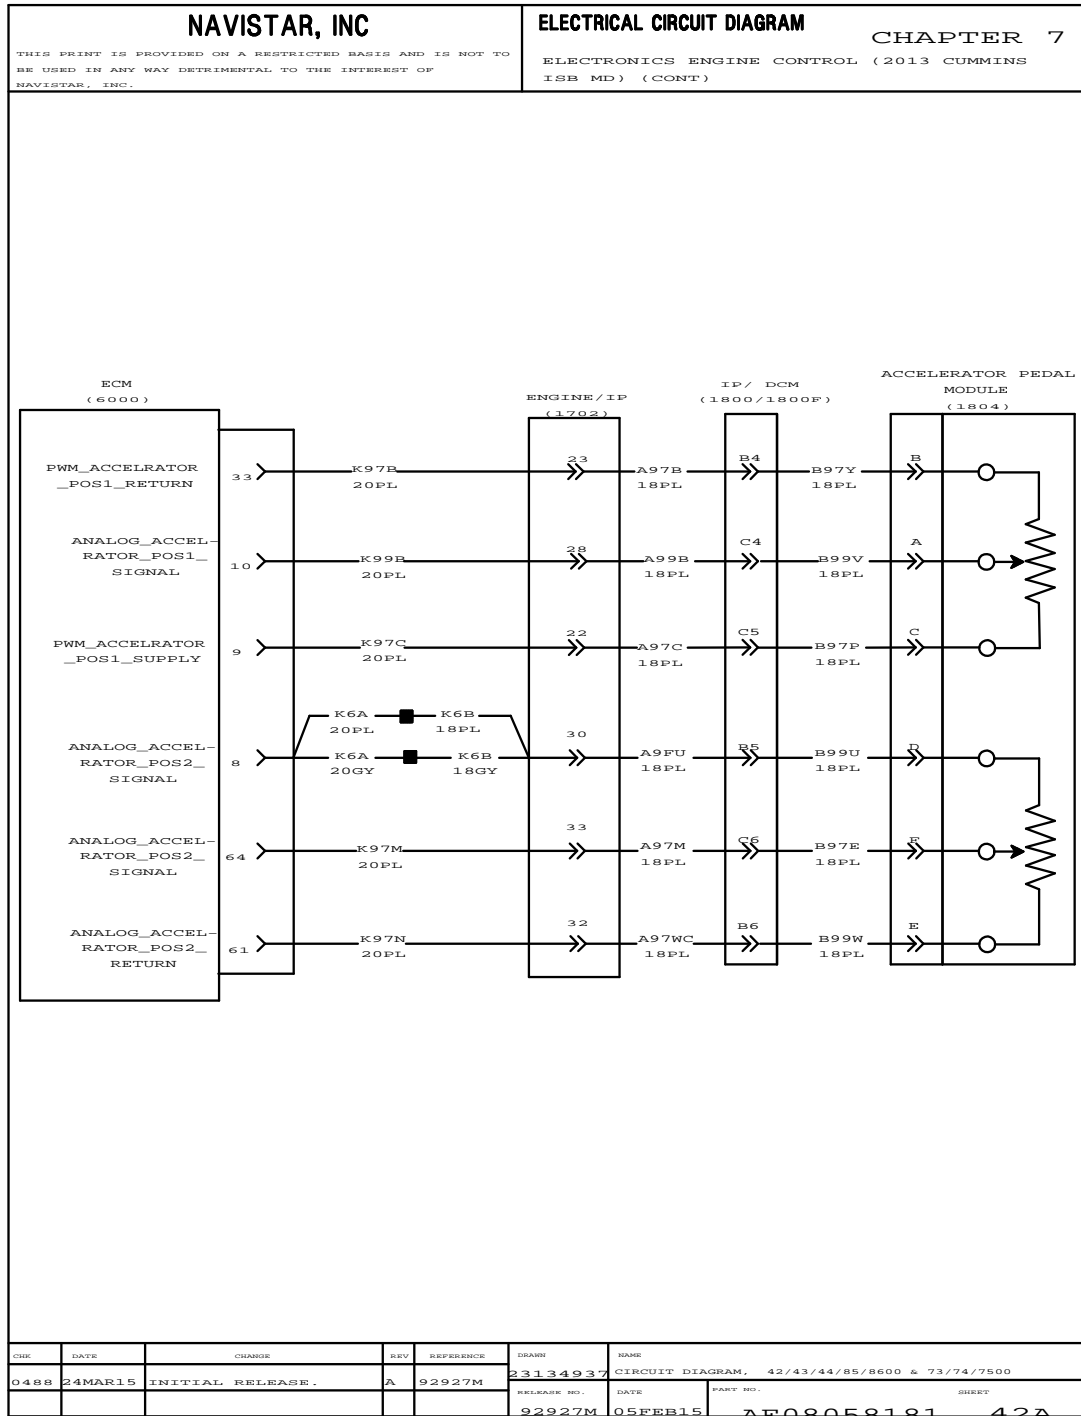 NAVISTAR, INC
THIS PRINT IS PROVIDED ON A RESTRICTED BASIS AND IS NOT TO
BE USED IN ANY WAY DETRIMENTAL TO THE INTEREST OF
NAVISTAR, INC.
ELECTRICAL CIRCUIT DIAGRAM
CHAPTER 7
ELECTRONICS ENGINE CONTROL (2013 CUMMINS
ISB MD) (CONT)
ECM
(6000)
ENGINE/IP
(1702)
IP/ DCM
(1800/1800F)
ACCELERATOR PEDAL
MODULE
(1804)
PWM_ACCELRATOR
_POS1_RETURN
33
K97B
20PL
23
A97B
18PL
B4
B97Y
18PL
B
ANALOG_ACCEL-
RATOR_POS1_
SIGNAL
10
K99B
20PL
28
A99B
18PL
C4
B99V
18PL
A
PWM_ACCELRATOR
_POS1_SUPPLY
9
K97C
20PL
22
A97C
18PL
C5
B97P
18PL
C
K6A
20PL
K6B
18PL
ANALOG_ACCEL-
RATOR_POS2_
SIGNAL
8
K6A
20GY
K6B
18GY
30
A9FU
18PL
B5
B99U
18PL
D
ANALOG_ACCEL-
RATOR_POS2_
SIGNAL
64
K97M
20PL
33
A97M
18PL
C6
B97E
18PL
F
ANALOG_ACCEL-
RATOR_POS2_
RETURN
61
K97N
20PL
32
A97WC
18PL
B6
B99W
18PL
E
CHK DATE CHANGE REV REFERENCE
0488 24MAR15 INITIAL RELEASE. A 92927M
DRAWN
23134937
NAME
CIRCUIT DIAGRAM, 42/43/44/85/8600 & 73/74/7500
RELEASE NO.
92927M
DATE
05FEB15
PART NO.
AF08058181
SHEET
42A